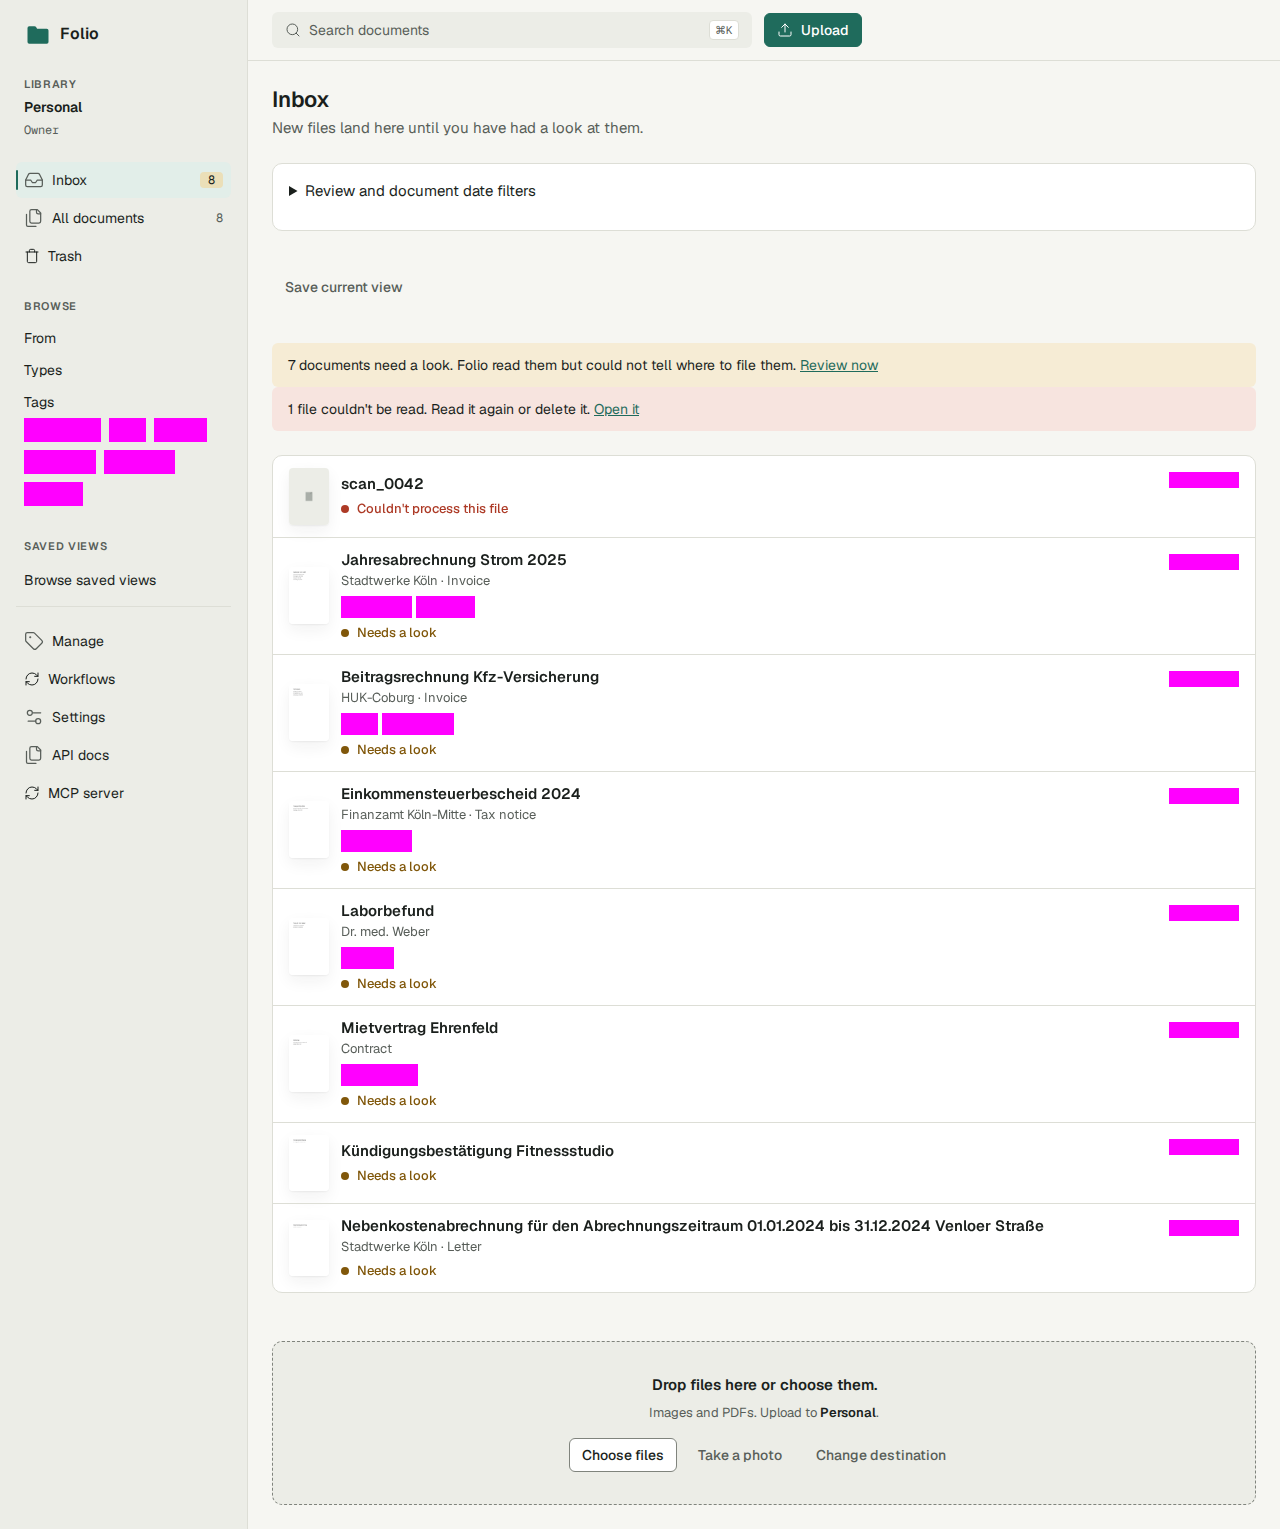 Folio
Search documents
⌘K
Upload
LIBRARY
Personal
Owner
Inbox
8
All documents
8
Trash
BROWSE
From
Types
Tags
SAVED VIEWS
Browse saved views
Manage
Workflows
Settings
API docs
MCP server
Inbox
New files land here until you have had a look at them.
Review and document date filters
Save current view
7 documents need a look. Folio read them but could not tell where to file them. Review now
1 file couldn't be read. Read it again or delete it. Open it
scan_0042
Couldn't process this file
Jahresabrechnung Strom 2025
Stadtwerke Köln · Invoice
Needs a look
Beitragsrechnung Kfz-Versicherung
HUK-Coburg · Invoice
Needs a look
Einkommensteuerbescheid 2024
Finanzamt Köln-Mitte · Tax notice
Needs a look
Laborbefund
Dr. med. Weber
Needs a look
Mietvertrag Ehrenfeld
Contract
Needs a look
Kündigungsbestätigung Fitnessstudio
Needs a look
Nebenkostenabrechnung für den Abrechnungszeitraum 01.01.2024 bis 31.12.2024 Venloer Straße
Stadtwerke Köln · Letter
Needs a look
Drop files here or choose them.
Images and PDFs. Upload to Personal.
Choose files
Take a photo
Change destination